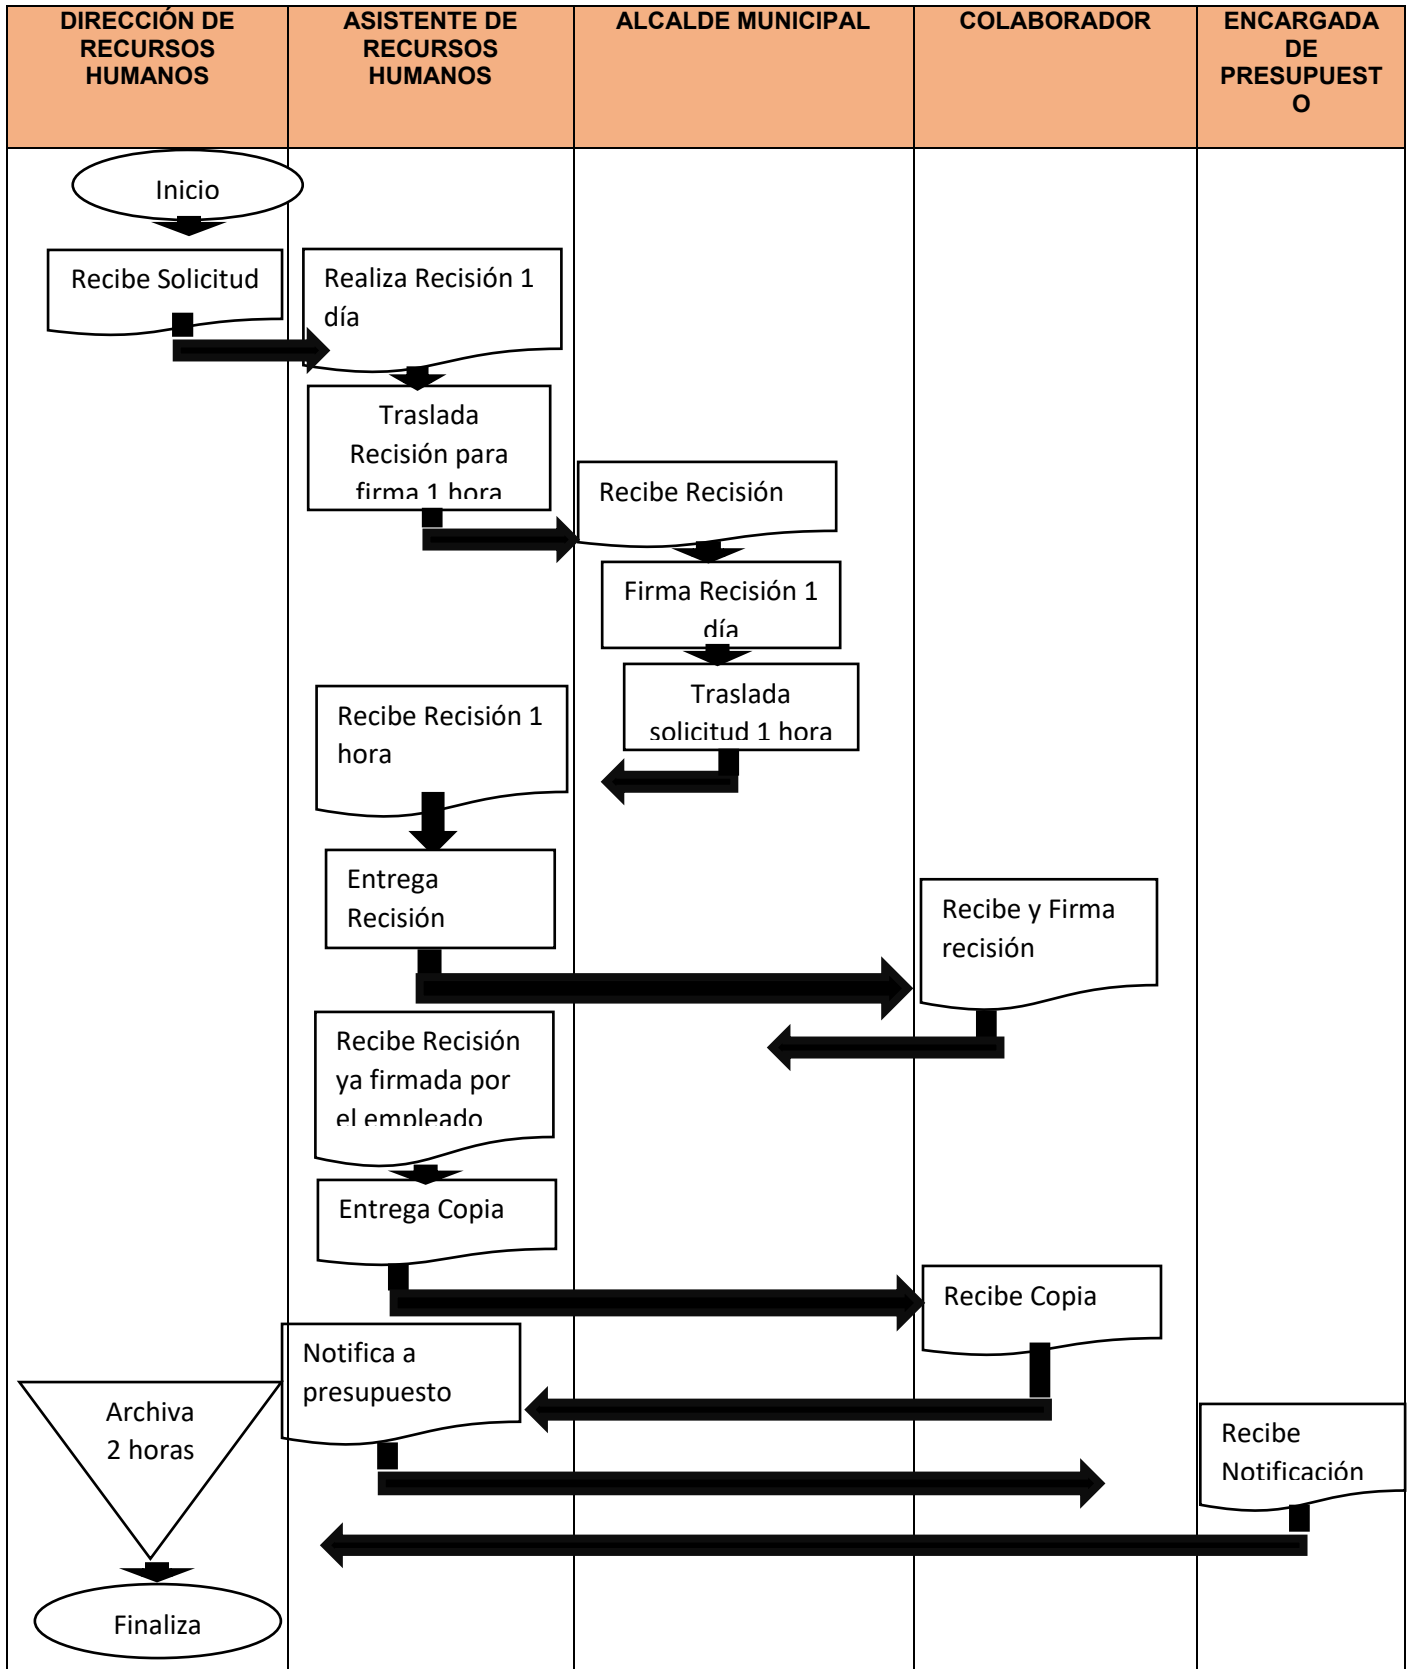 DIRECCIÓN DE
RECURSOS
HUMANOS
ASISTENTE DE
RECURSOS
HUMANOS
ALCALDE MUNICIPAL
COLABORADOR
ENCARGADA
DE
PRESUPUEST
O
Inicio
Recibe Solicitud
Realiza Recisión 1
día
Traslada
Recisión para
firma 1 hora
Recibe Recisión
Firma Recisión 1
día
Traslada
solicitud 1 hora
Recibe Recisión 1
hora
Entrega
Recisión
Recibe y Firma
recisión
Recibe Recisión
ya firmada por
el empleado
Entrega Copia
Recibe Copia
Notifica a
presupuesto
Archiva
2 horas
Recibe
Notificación
Finaliza